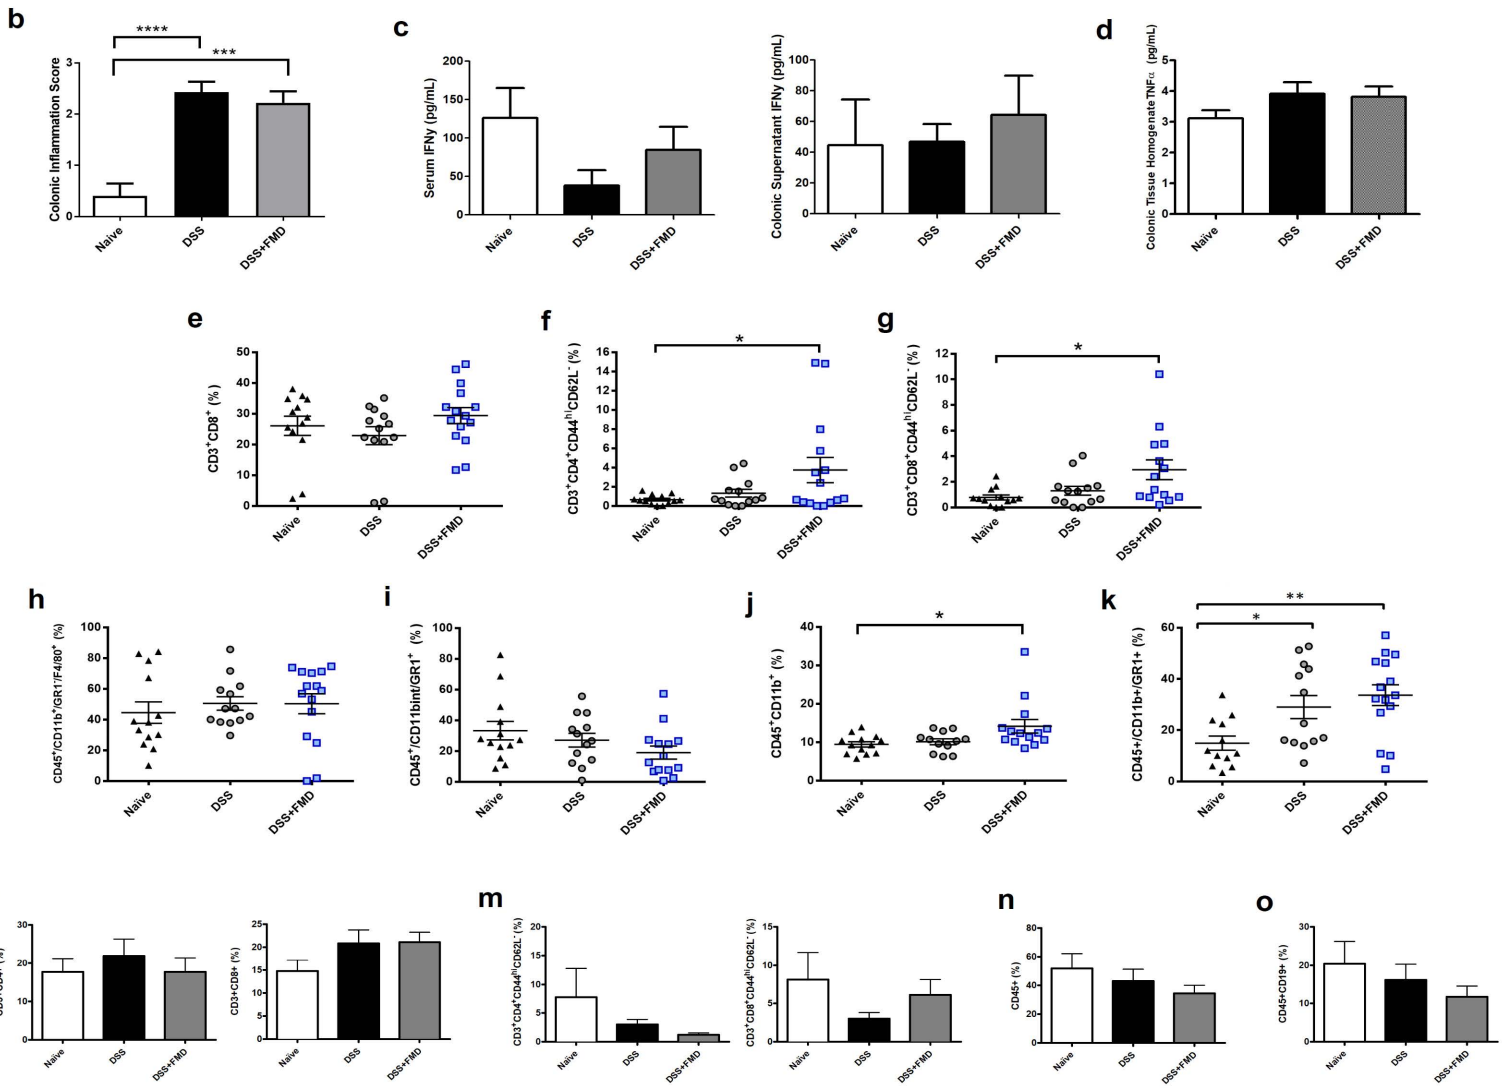 b
****
***
Colonic Inflammation Score
3
2
1
0
Naïve
DSS
DSS+FMD
c
Serum IFNγ (pg/mL)
200
150
100
50
0
Naïve
DSS
DSS+FMD
Colonic Supernatant IFNγ (pg/mL)
100
80
60
40
20
0
Naïve
DSS
DSS+FMD
d
Colonic Tissue Homogenate TNFα (pg/mL)
5
4
3
2
1
0
Naïve
DSS
DSS+FMD
e
CD3⁺CD8⁺ (%)
50
40
30
20
10
0
Naïve
DSS
DSS+FMD
f
*
CD3⁺CD4⁺CD44ʰⁱCD62L⁻ (%)
16
14
12
10
8
6
4
2
0
Naïve
DSS
DSS+FMD
g
*
CD3⁺CD8⁺CD44ʰⁱCD62L⁻ (%)
12
10
8
6
4
2
0
Naïve
DSS
DSS+FMD
h
CD45⁺/CD11b⁺/GR1⁻/F4/80⁺ (%)
100
80
60
40
20
0
Naïve
DSS
DSS+FMD
i
CD45⁺/CD11bint/GR1⁺ (%)
100
80
60
40
20
0
Naïve
DSS
DSS+FMD
j
*
CD45⁺CD11b⁺ (%)
40
30
20
10
0
Naïve
DSS
DSS+FMD
k
**
*
CD45+/CD11b+/GR1+ (%)
60
40
20
0
Naïve
DSS
DSS+FMD
30
20
10
0
Naïve
DSS
DSS+FMD
CD3+CD8+ (%)
25
20
15
10
5
0
Naïve
DSS
DSS+FMD
m
CD3⁺CD4⁺CD44ʰⁱCD62L⁻ (%)
20
15
10
5
0
Naïve
DSS
DSS+FMD
CD3⁺CD8⁺CD44ʰⁱCD62L⁻ (%)
15
10
5
0
Naïve
DSS
DSS+FMD
n
CD45+ (%)
80
60
40
20
0
Naïve
DSS
DSS+FMD
o
CD45+CD19+ (%)
30
20
10
0
Naïve
DSS
DSS+FMD